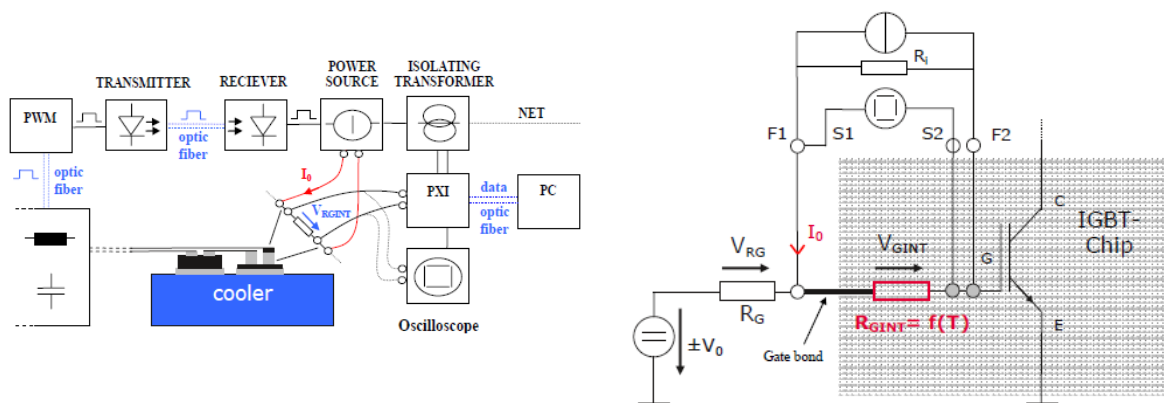 TRANSMITTER
RECIEVER
POWER
SOURCE
ISOLATING
TRANSFORMER
PWM
optic
fiber
NET
optic
fiber
I0
VRGINT
PXI
data
optic
fiber
PC
cooler
Oscilloscope
Ri
F1
S1
S2
F2
I0
C
IGBT-
Chip
VRG
VGINT
G
RG
RGINT= f(T)
E
±V0
Gate bond